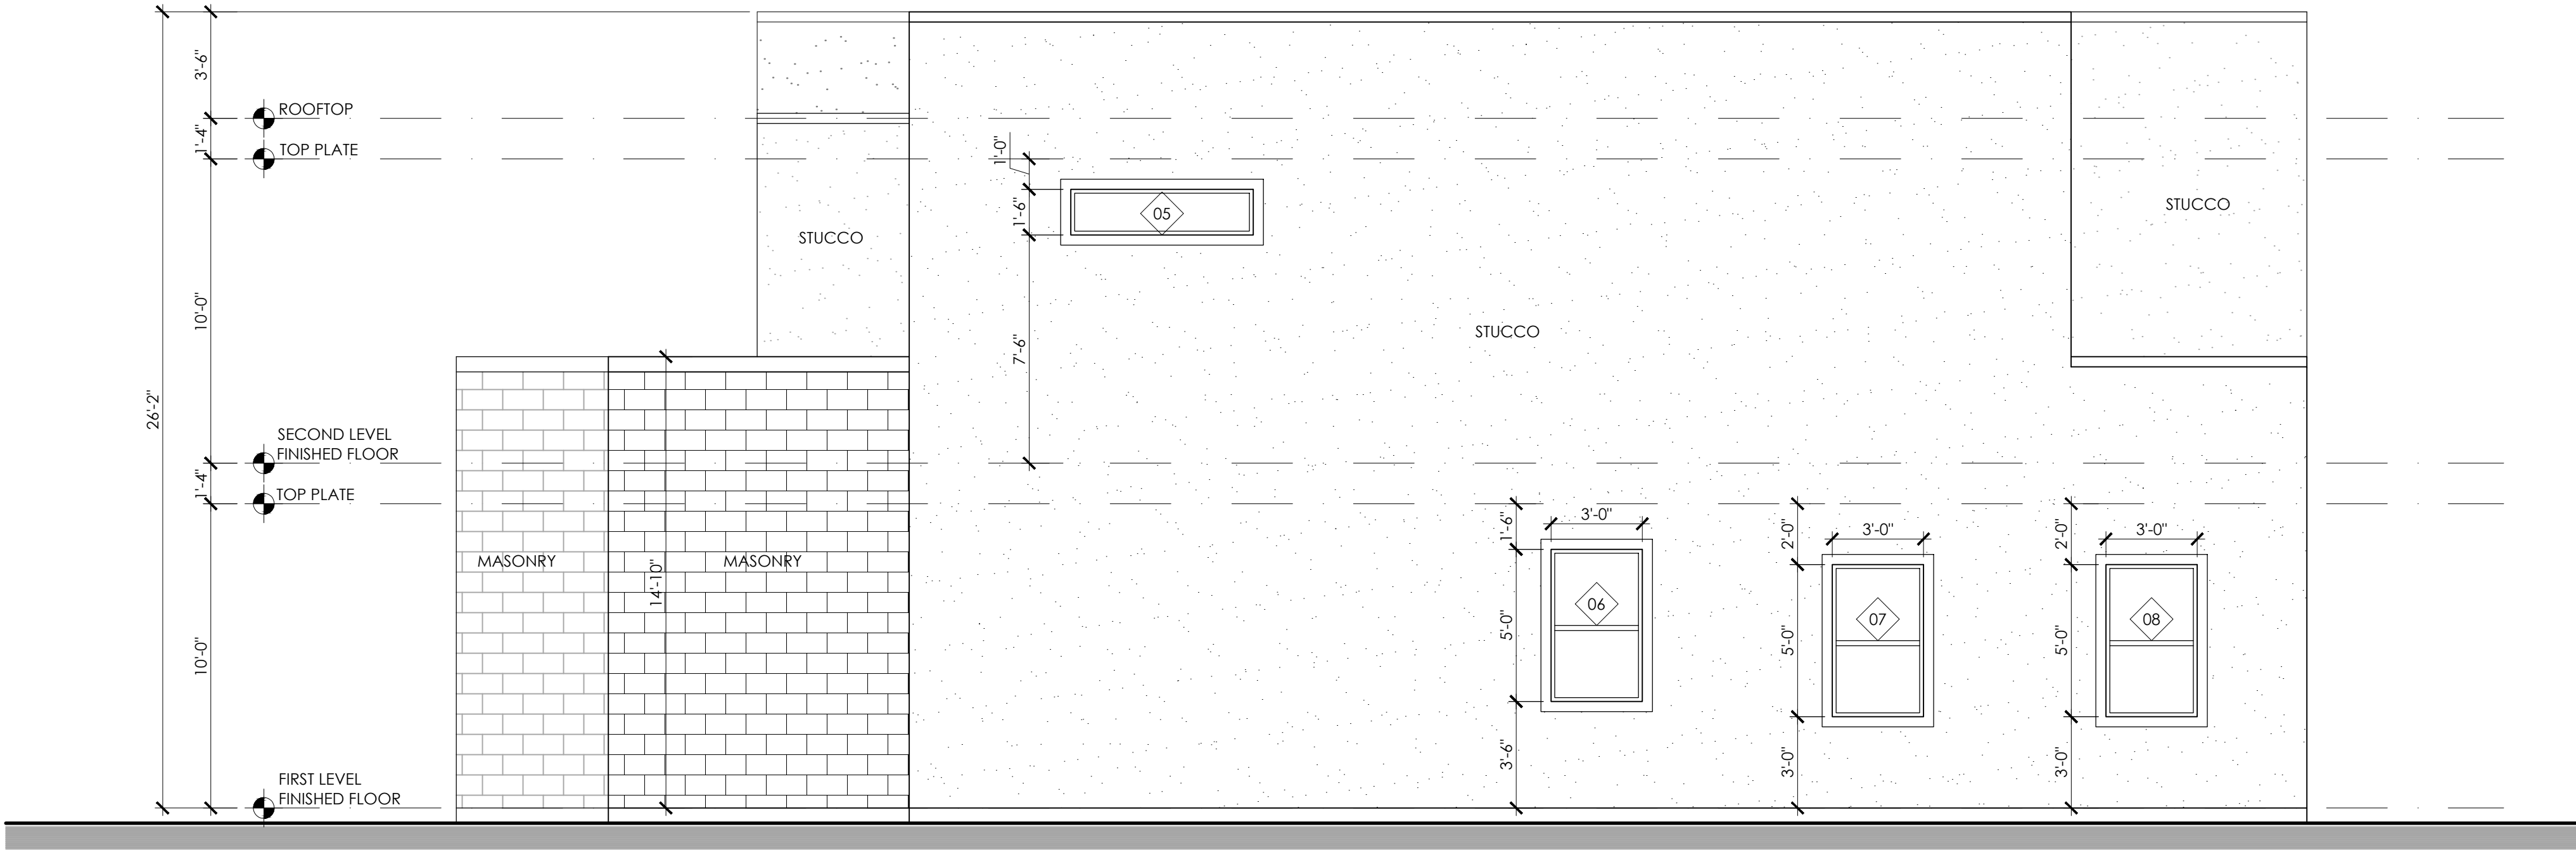 3'-6"
ROOFTOP
1'-4"
TOP PLATE
1'-0"
1'-6"
05
STUCCO
STUCCO
10'-0"
STUCCO
7'-6"
26'-2"
SECOND LEVEL
FINISHED FLOOR
1'-4"
TOP PLATE
1'-6"
3'-0"
2'-0"
3'-0"
2'-0"
3'-0"
MASONRY
MASONRY
14'-10"
06
07
08
5'-0"
5'-0"
5'-0"
10'-0"
3'-6"
3'-0"
3'-0"
FIRST LEVEL
FINISHED FLOOR